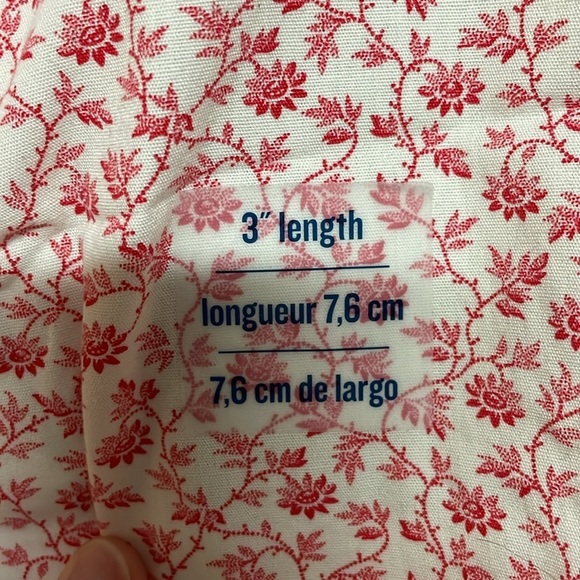 3″ length
longueur 7,6 cm
7,6 cm de largo